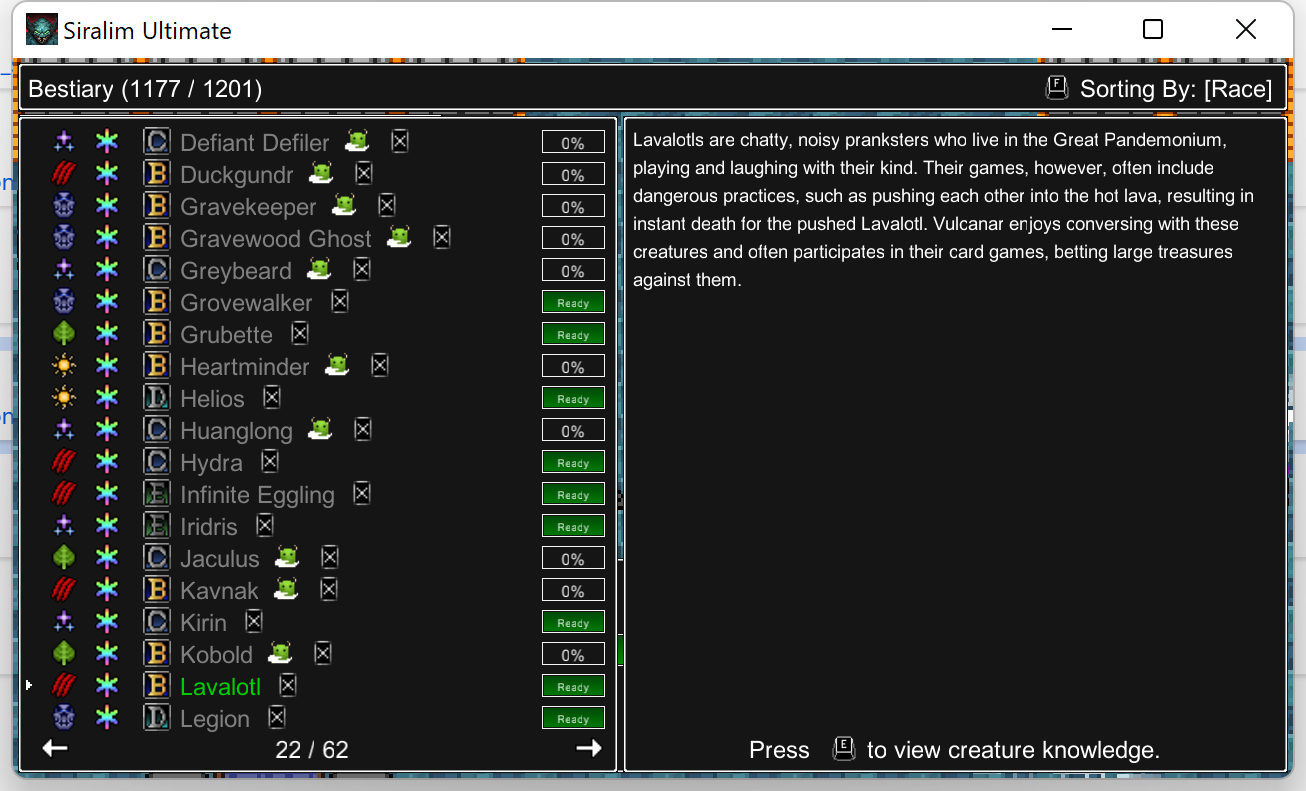 Siralim Ultimate
Bestiary (1177 / 1201)
F Sorting By: [Race]
C Defiant Defiler 0%
B Duckgundr 0%
B Gravekeeper 0%
B Gravewood Ghost 0%
C Greybeard 0%
B Grovewalker Ready
B Grubette Ready
B Heartminder 0%
D Helios Ready
C Huanglong 0%
C Hydra Ready
E Infinite Eggling Ready
E Iridris Ready
C Jaculus 0%
B Kavnak 0%
C Kirin Ready
B Kobold 0%
B Lavalotl Ready
D Legion Ready
22 / 62
Lavalotls are chatty, noisy pranksters who live in the Great Pandemonium,
playing and laughing with their kind. Their games, however, often include
dangerous practices, such as pushing each other into the hot lava, resulting in
instant death for the pushed Lavalotl. Vulcanar enjoys conversing with these
creatures and often participates in their card games, betting large treasures
against them.
Press E to view creature knowledge.